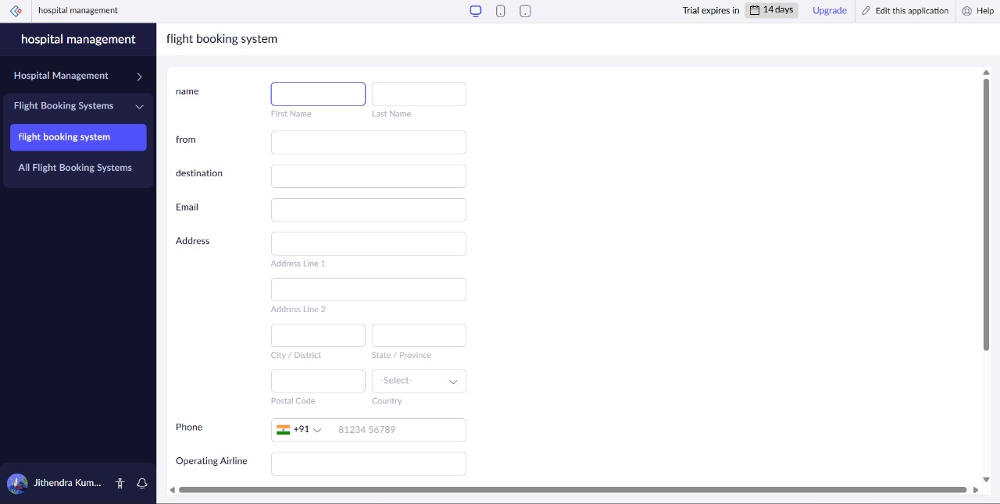 hospital management
Trial expires in 14 days Upgrade Edit this application Help
hospital management
flight booking system
Hospital Management
Flight Booking Systems
flight booking system
All Flight Booking Systems
name
First Name Last Name
from
destination
Email
Address
Address Line 1
Address Line 2
City / District State / Province
-Select-
Postal Code Country
Phone +91 81234 56789
Operating Airline
Jithendra Kum...